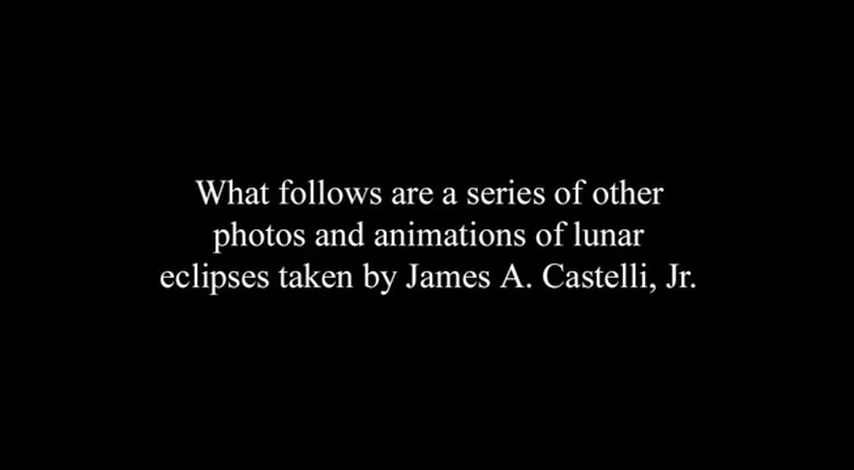 What follows are a series of other
photos and animations of lunar
eclipses taken by James A. Castelli, Jr.